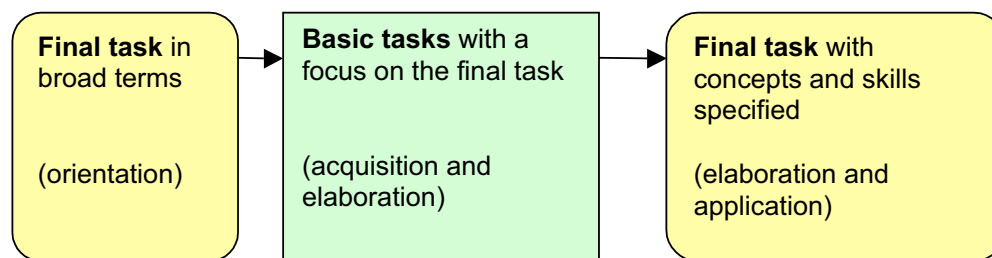 Final task in
broad terms
(orientation)
Basic tasks with a
focus on the final task
(acquisition and
elaboration)
Final task with
concepts and skills
specified
(elaboration and
application)